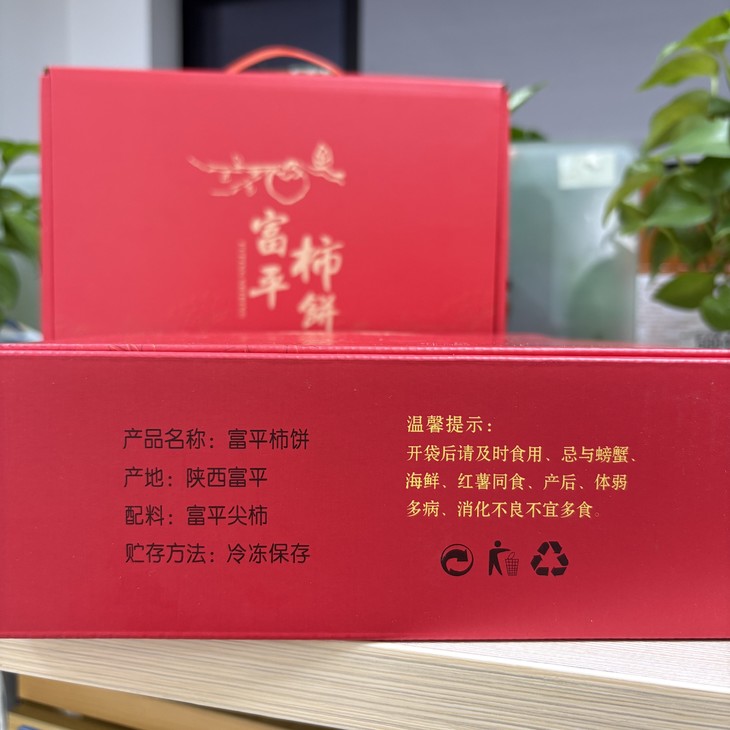 富平
柿饼
产品名称：富平柿饼
产地：陕西富平
配料：富平尖柿
贮存方法：冷冻保存
温馨提示：
开袋后请及时食用、忌与螃蟹、
海鲜、红薯同食、产后、体弱
多病、消化不良不宜多食。